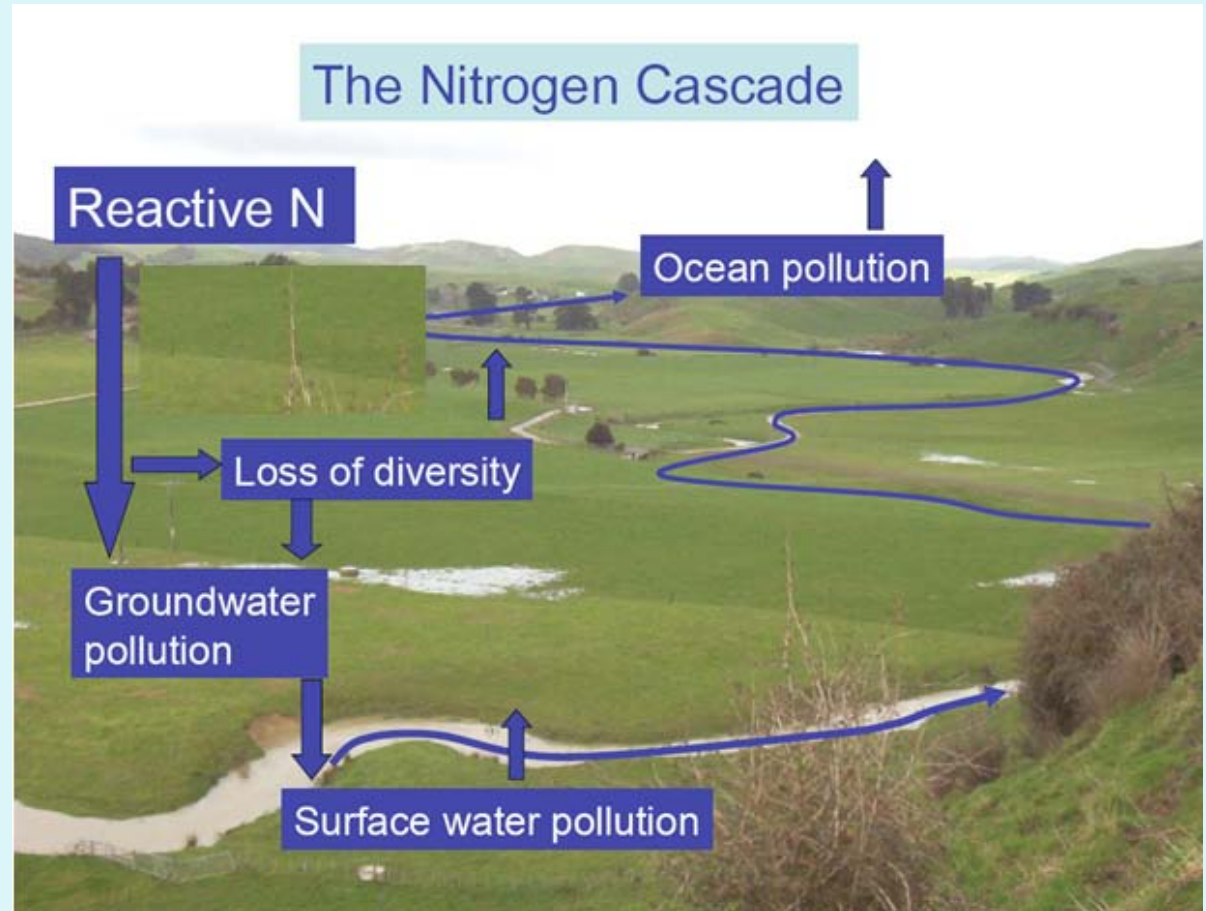 The Nitrogen Cascade
Reactive N
Ocean pollution
Loss of diversity
Groundwater
pollution
Surface water pollution